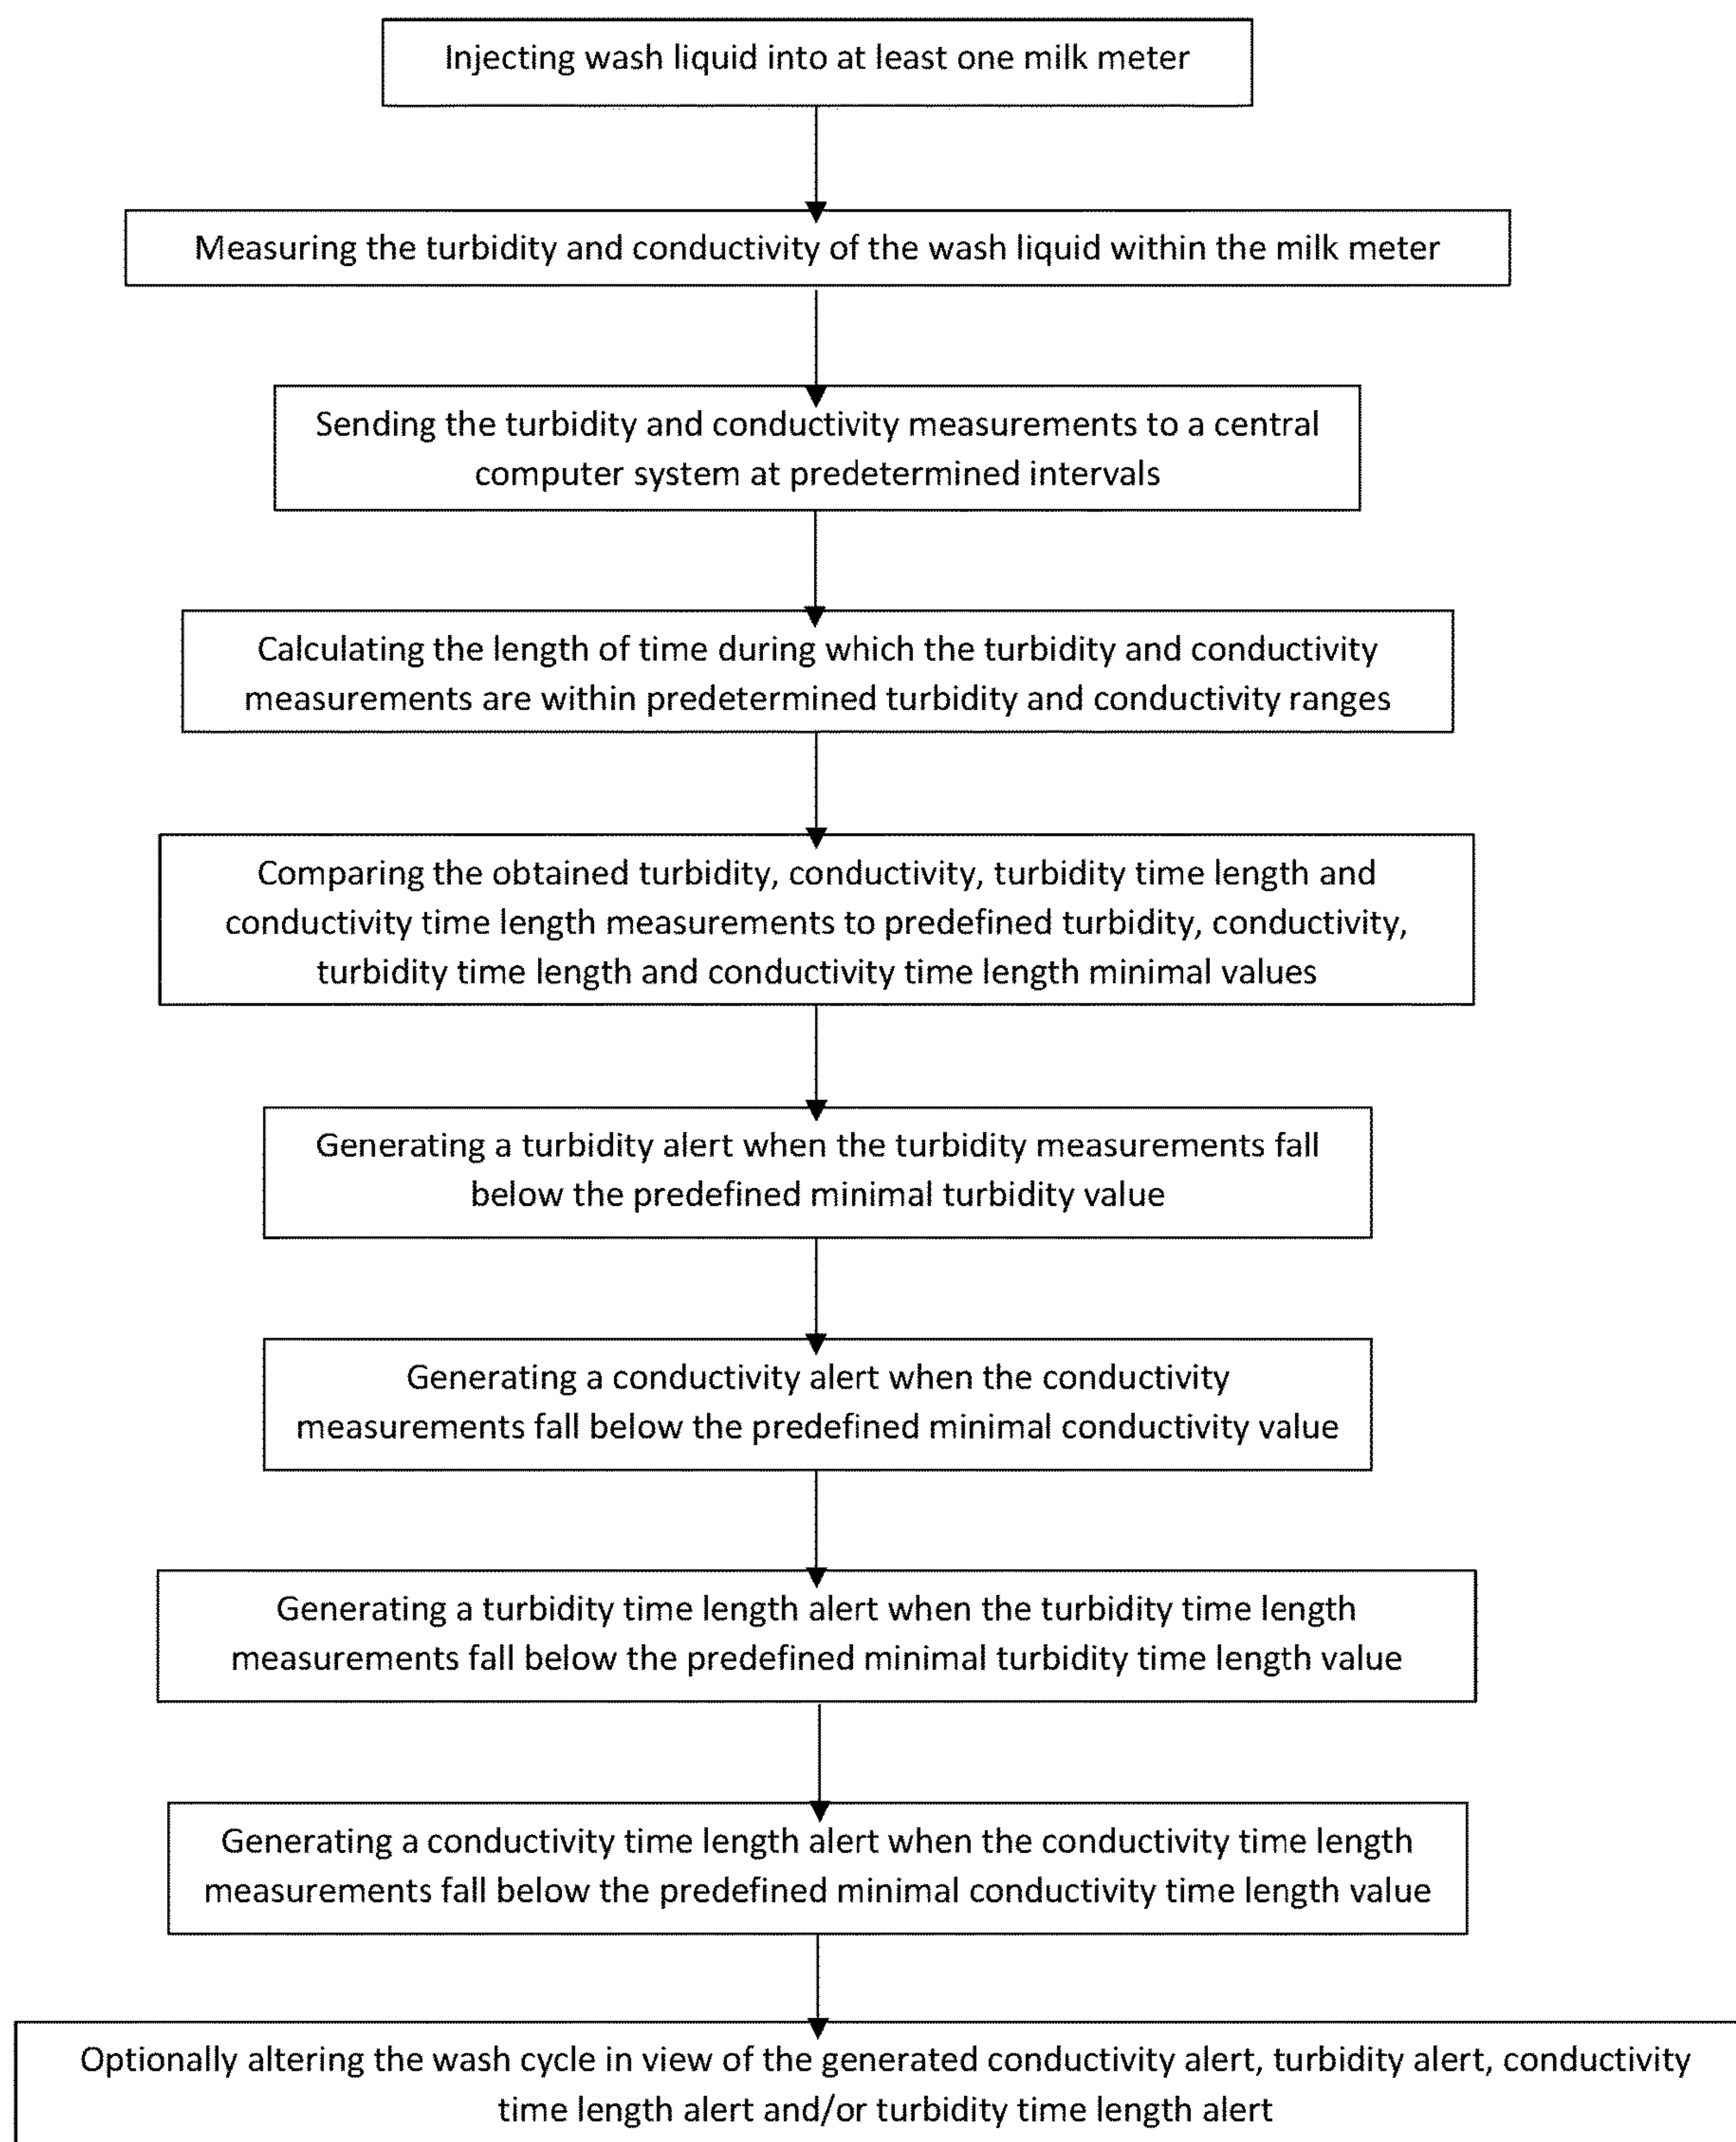 Injecting wash liquid into at least one milk meter
Measuring the turbidity and conductivity of the wash liquid within the milk meter
Sending the turbidity and conductivity measurements to a central
computer system at predetermined intervals
Calculating the length of time during which the turbidity and conductivity
measurements are within predetermined turbidity and conductivity ranges
Comparing the obtained turbidity, conductivity, turbidity time length and
conductivity time length measurements to predefined turbidity, conductivity,
turbidity time length and conductivity time length minimal values
Generating a turbidity alert when the turbidity measurements fall
below the predefined minimal turbidity value
Generating a conductivity alert when the conductivity
measurements fall below the predefined minimal conductivity value
Generating a turbidity time length alert when the turbidity time length
measurements fall below the predefined minimal turbidity time length value
Generating a conductivity time length alert when the conductivity time length
measurements fall below the predefined minimal conductivity time length value
Optionally altering the wash cycle in view of the generated conductivity alert, turbidity alert, conductivity
time length alert and/or turbidity time length alert